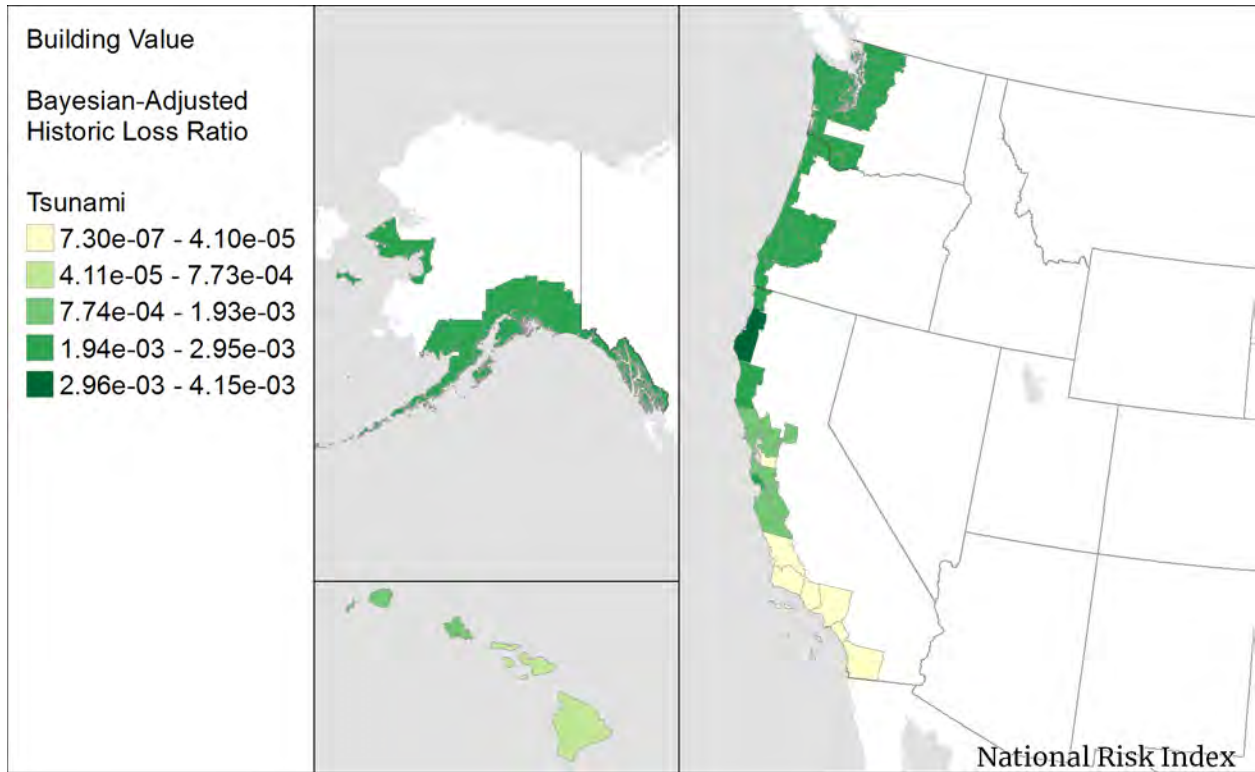 Building Value
Bayesian-Adjusted
Historic Loss Ratio
Tsunami
7.30e-07 - 4.10e-05
4.11e-05 - 7.73e-04
7.74e-04 - 1.93e-03
1.94e-03 - 2.95e-03
2.96e-03 - 4.15e-03
National Risk Index